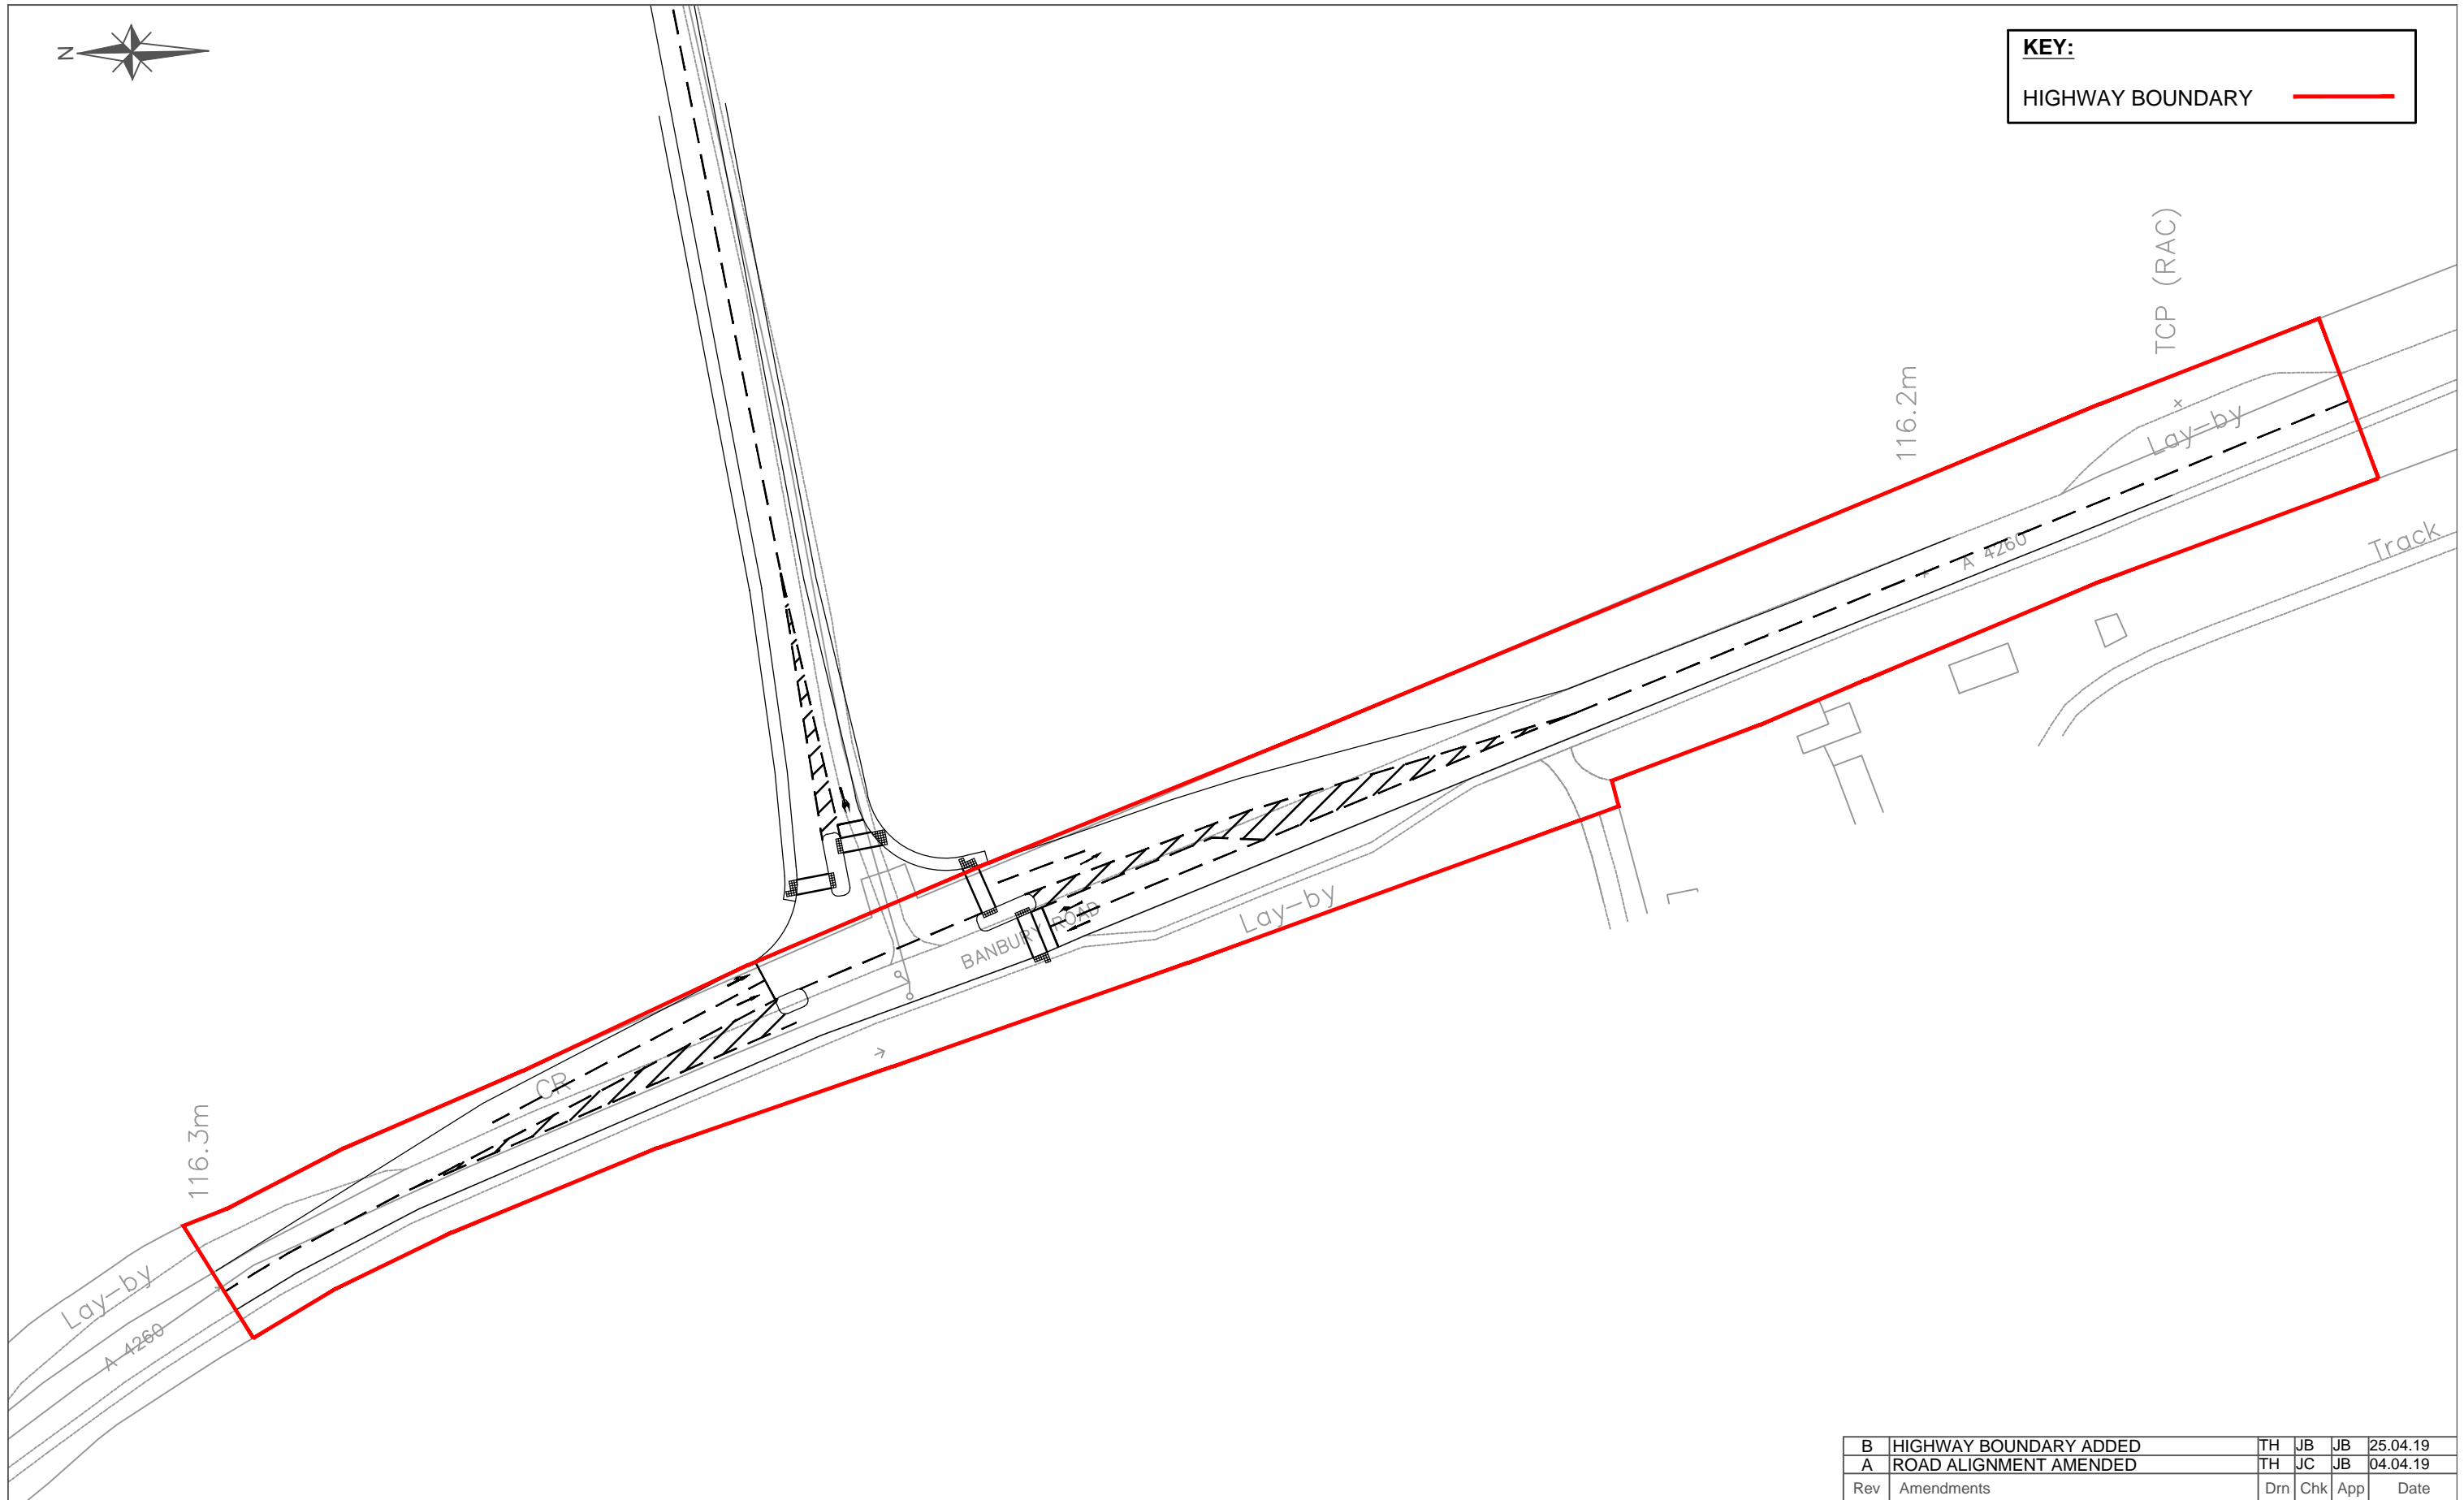 N
KEY:
HIGHWAY BOUNDARY
TCP (RAC)
116.2m
Lay-by
A 4260
Track
Lay-by
BANBURY ROAD
CR
116.3m
Lay-by
A 4260
B HIGHWAY BOUNDARY ADDED TH JB JB 25.04.19
A ROAD ALIGNMENT AMENDED TH JC JB 04.04.19
Rev Amendments Drn Chk App Date